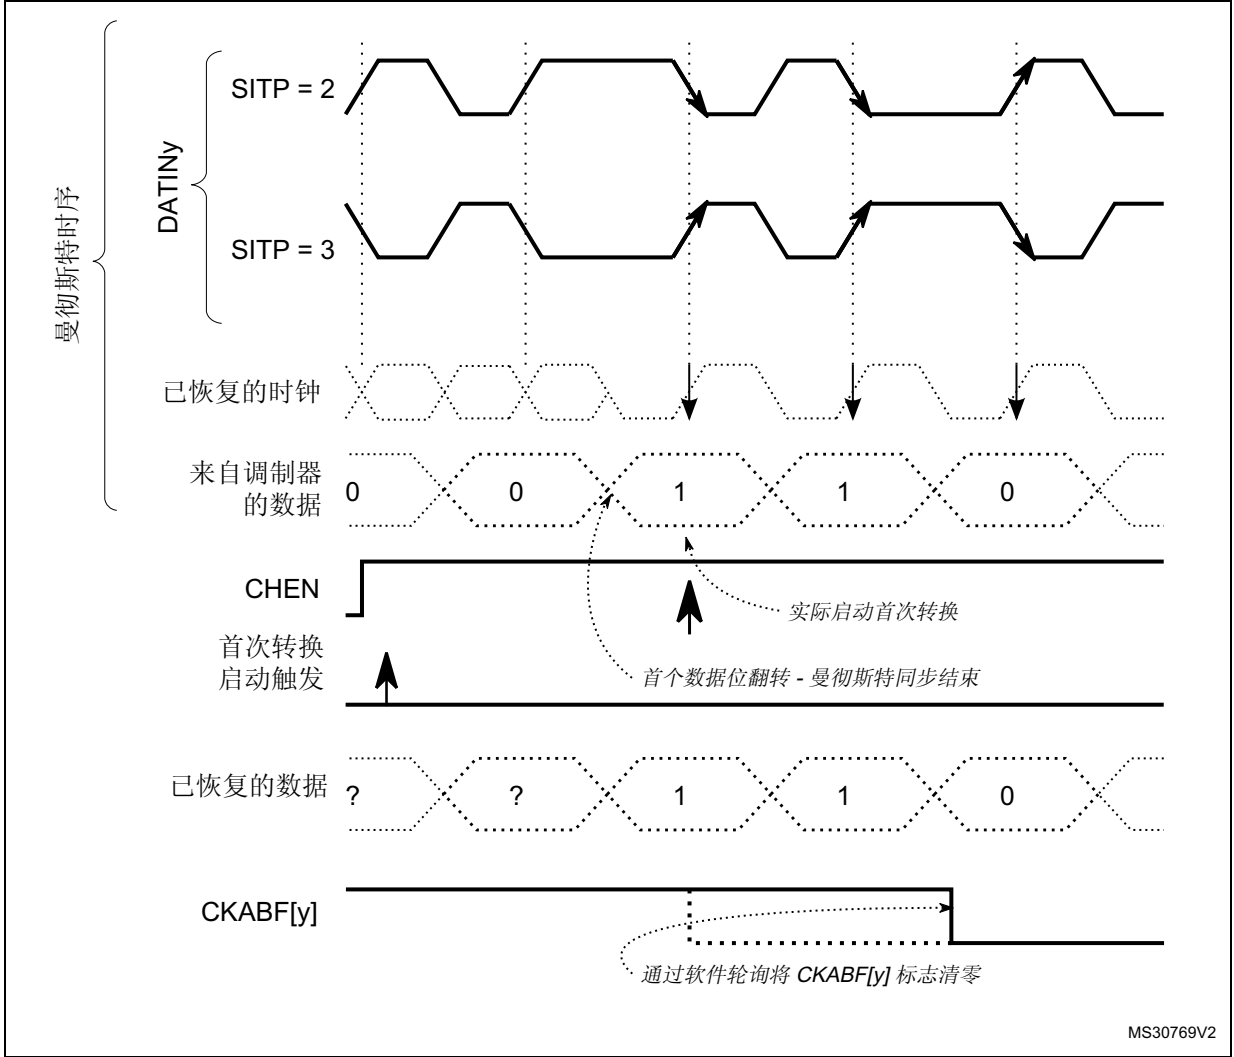 曼彻斯特时序
DATINy
SITP = 2
SITP = 3
已恢复的时钟
来自调制器
的数据
0 0 1 1 0
CHEN
实际启动首次转换
首次转换
启动触发
首个数据位翻转 - 曼彻斯特同步结束
已恢复的数据
? ? 1 1 0
CKABF[y]
通过软件轮询将 CKABF[y] 标志清零
MS30769V2